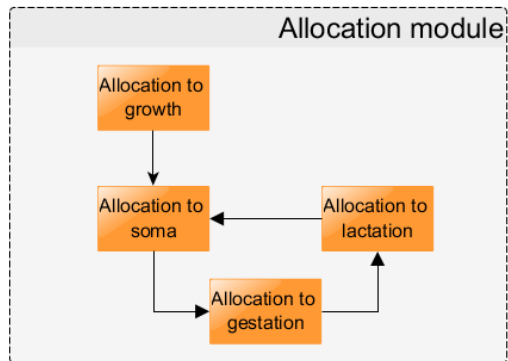 Allocation module
Allocation to
growth
Allocation to
soma
Allocation to
lactation
Allocation to
gestation